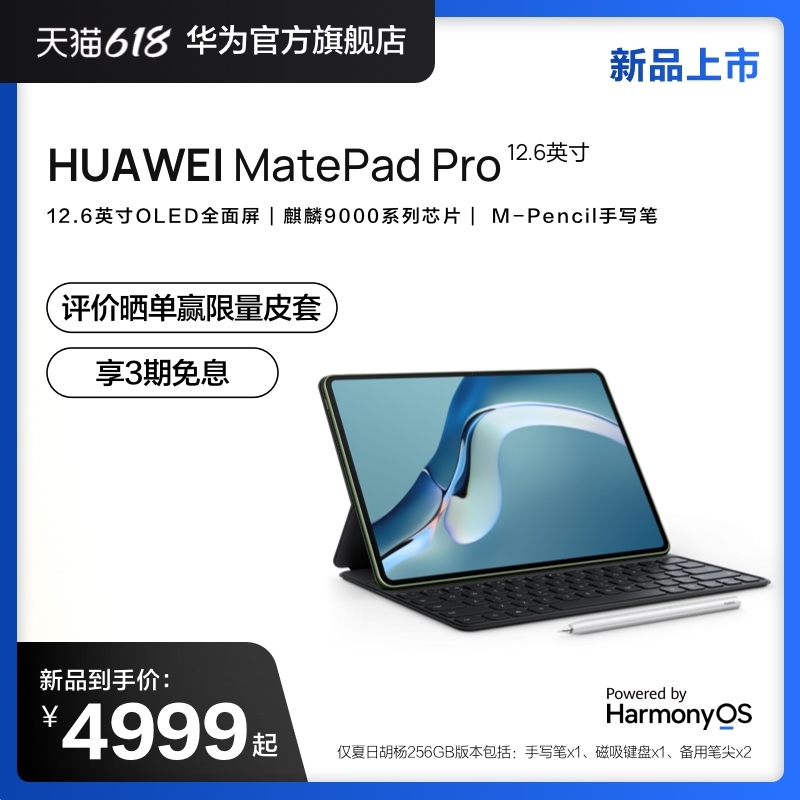 天猫618 华为官方旗舰店
新品上市
HUAWEI MatePad Pro 12.6英寸
12.6英寸OLED全面屏 | 麒麟9000系列芯片 | M-Pencil手写笔
评价晒单赢限量皮套
享3期免息
新品到手价：
¥4999起
Powered by
HarmonyOS
仅夏日胡杨256GB版本包括：手写笔x1、磁吸键盘x1、备用笔尖x2